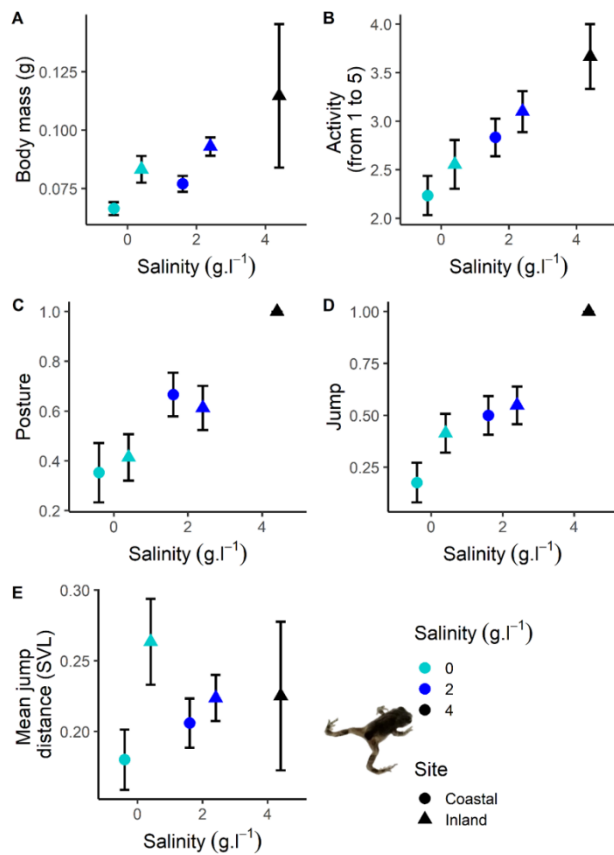 A
Body mass (g)
0.125
0.100
0.075
0 2 4
Salinity (g.l⁻¹)
B
Activity
(from 1 to 5)
4.0
3.5
3.0
2.5
2.0
0 2 4
Salinity (g.l⁻¹)
C
Posture
1.0
0.8
0.6
0.4
0.2
0 2 4
Salinity (g.l⁻¹)
D
Jump
1.00
0.75
0.50
0.25
0 2 4
Salinity (g.l⁻¹)
E
Mean jump
distance (SVL)
0.30
0.25
0.20
0 2 4
Salinity (g.l⁻¹)
Salinity (g.l⁻¹)
0
2
4
Site
Coastal
Inland